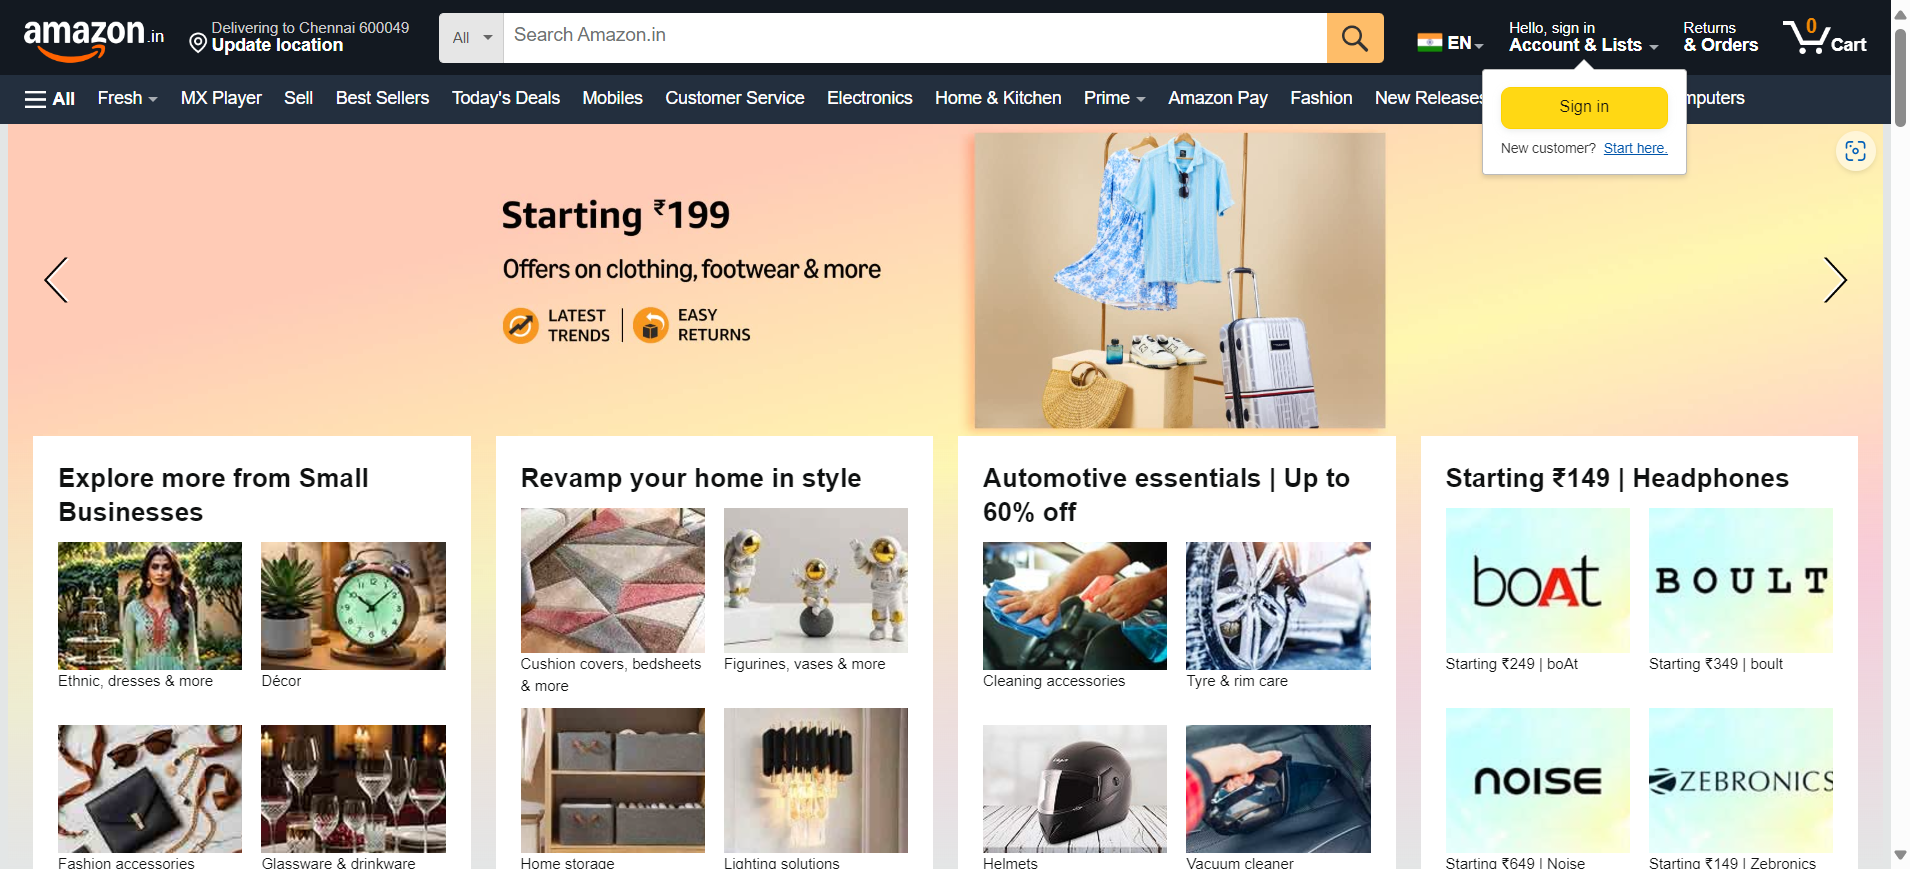 amazon.in
Delivering to Chennai 600049
Update location
All
Search Amazon.in
EN
Hello, sign in
Account & Lists
Returns
& Orders
0
Cart
All
Fresh
MX Player
Sell
Best Sellers
Today's Deals
Mobiles
Customer Service
Electronics
Home & Kitchen
Prime
Amazon Pay
Fashion
New Releases
mputers
Sign in
New customer? Start here.
Starting ₹199
Offers on clothing, footwear & more
LATEST
TRENDS
EASY
RETURNS
Explore more from Small
Businesses
Ethnic, dresses & more
Décor
Fashion accessories
Glassware & drinkware
Revamp your home in style
Cushion covers, bedsheets
& more
Figurines, vases & more
Home storage
Lighting solutions
Automotive essentials | Up to
60% off
Cleaning accessories
Tyre & rim care
Helmets
Vacuum cleaner
Starting ₹149 | Headphones
boAt
BOULT
Starting ₹249 | boAt
Starting ₹349 | boult
noise
ZEBRONICS
Starting ₹649 | Noise
Starting ₹149 | Zebronics